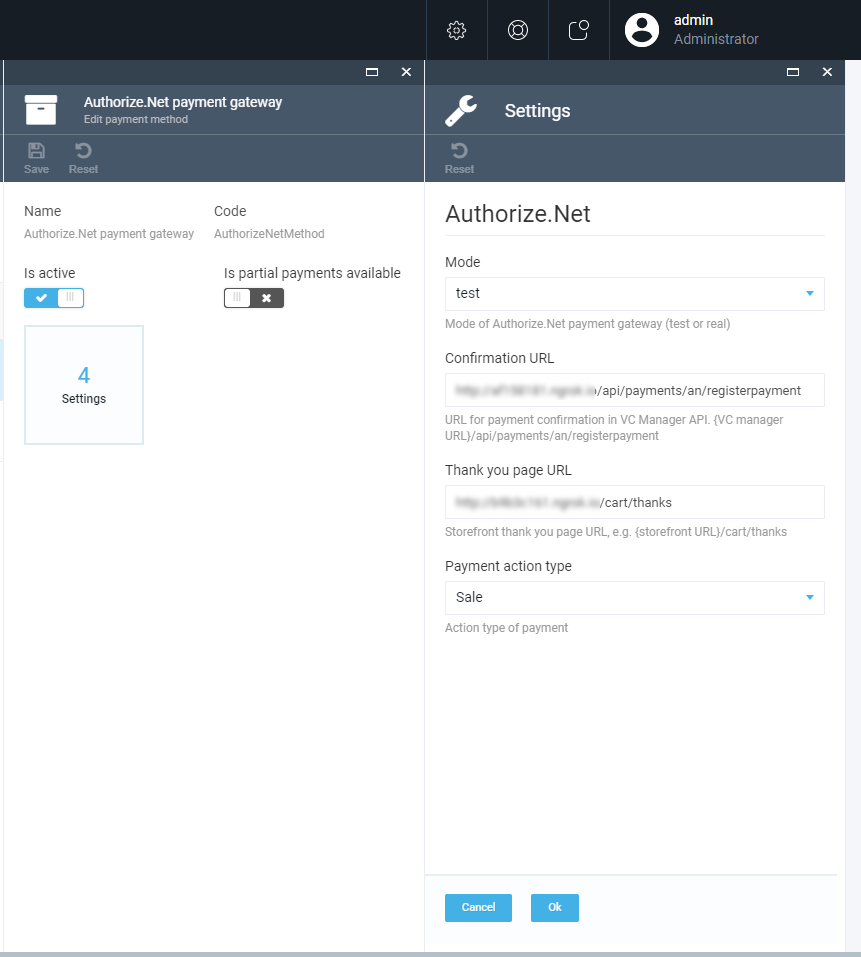 admin
Administrator
Authorize.Net payment gateway
Edit payment method
Save
Reset
Name
Code
Authorize.Net payment gateway
AuthorizeNetMethod
Is active
Is partial payments available
4
Settings
Settings
Reset
Authorize.Net
Mode
test
Mode of Authorize.Net payment gateway (test or real)
Confirmation URL
/api/payments/an/registerpayment
URL for payment confirmation in VC Manager API. {VC manager
URL}/api/payments/an/registerpayment
Thank you page URL
/cart/thanks
Storefront thank you page URL, e.g. {storefront URL}/cart/thanks
Payment action type
Sale
Action type of payment
Cancel
Ok